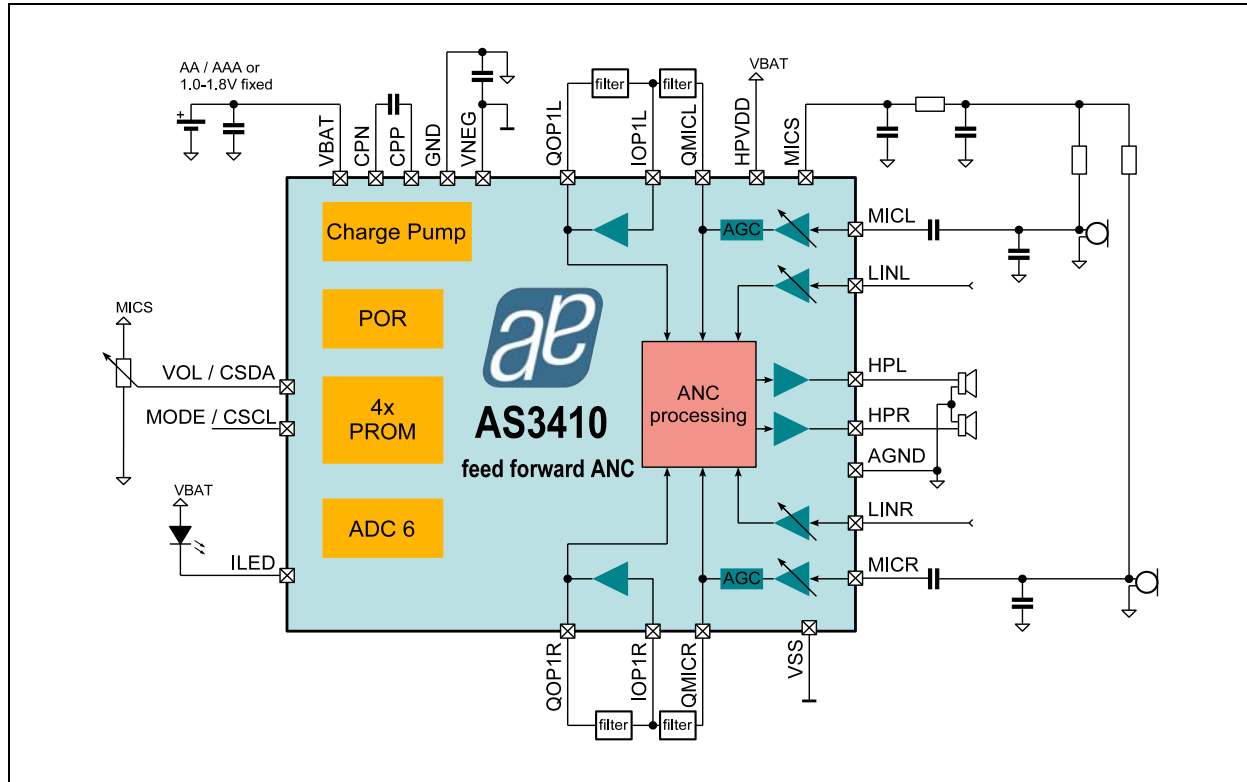 AA / AAA or
1.0-1.8V fixed
VBAT
CPN
CPP
GND
VNEG
QOP1L
filter
IOP1L
filter
QMICL
VBAT
HPVDD
MICS
Charge Pump
POR
4x
PROM
ADC 6
ae
AS3410
feed forward ANC
AGC
ANC
processing
AGC
MICS
VOL / CSDA
MODE / CSCL
VBAT
ILED
MICL
LINL
HPL
HPR
AGND
LINR
MICR
QOP1R
filter
IOP1R
filter
QMICR
VSS